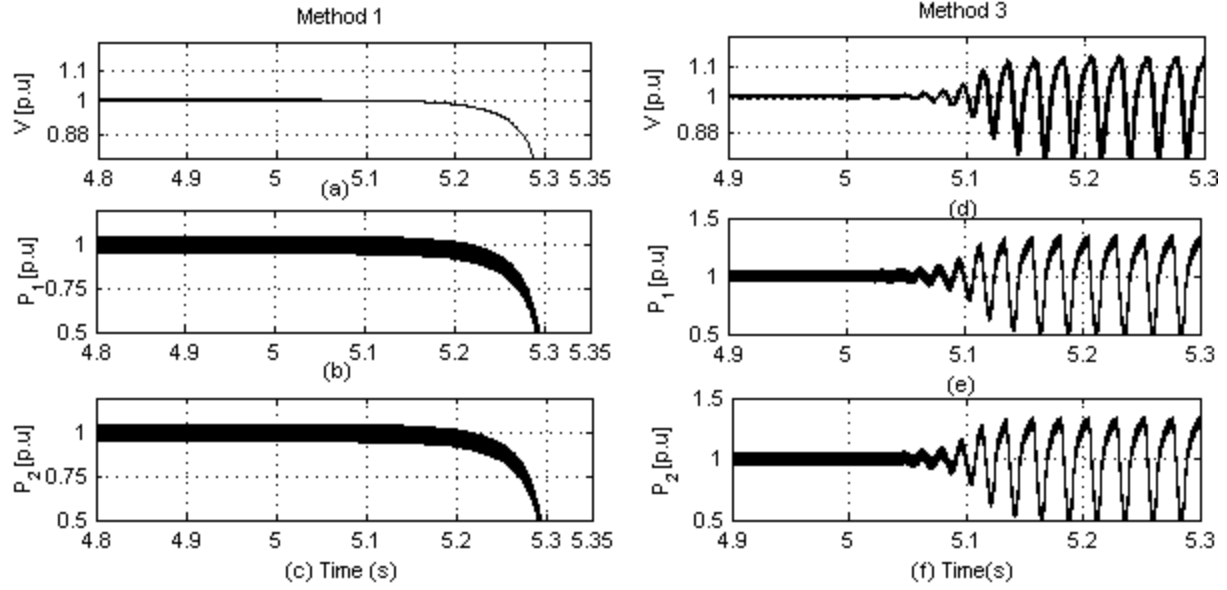 Method 1
V [p.u]
1.1
1
0.88
4.8 4.9 5 5.1 5.2 5.3 5.35
(a)
P1 [p.u]
1
0.75
0.5
4.8 4.9 5 5.1 5.2 5.3 5.35
(b)
P2 [p.u]
1
0.75
0.5
4.8 4.9 5 5.1 5.2 5.3 5.35
(c) Time (s)
Method 3
V [p.u]
1.1
1
0.88
4.9 5 5.1 5.2 5.3
(d)
P1 [p.u]
1.5
1
0.5
4.9 5 5.1 5.2 5.3
(e)
P2 [p.u]
1.5
1
0.5
4.9 5 5.1 5.2 5.3
(f) Time(s)